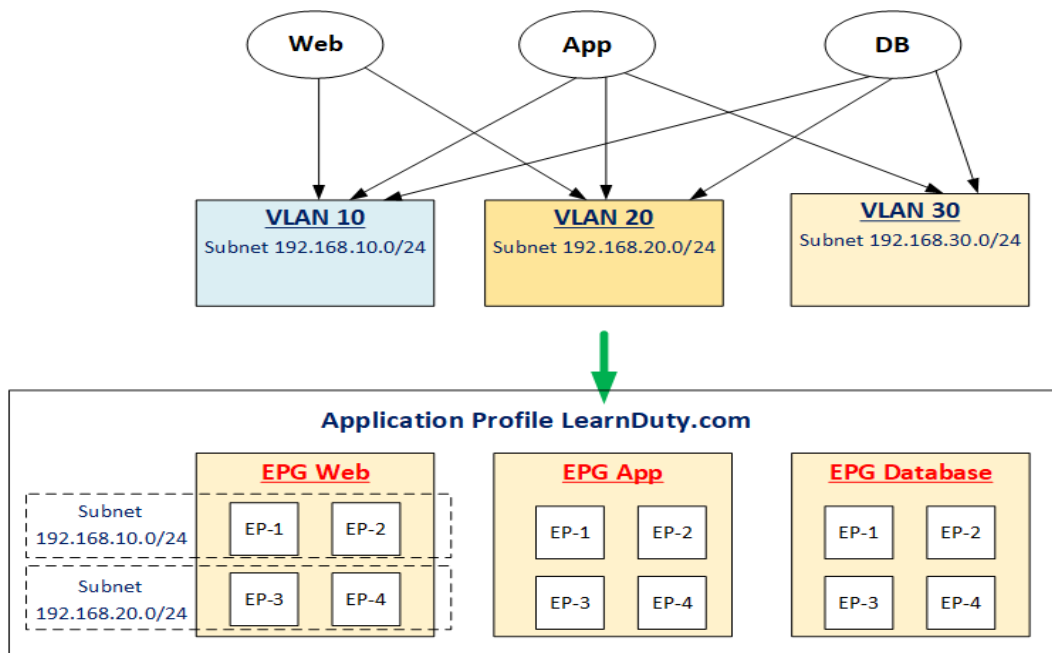 Web
App
DB
VLAN 10
Subnet 192.168.10.0/24
VLAN 20
Subnet 192.168.20.0/24
VLAN 30
Subnet 192.168.30.0/24
Application Profile LearnDuty.com
Subnet
192.168.10.0/24
Subnet
192.168.20.0/24
EPG Web
EP-1 EP-2
EP-3 EP-4
EPG App
EP-1 EP-2
EP-3 EP-4
EPG Database
EP-1 EP-2
EP-3 EP-4